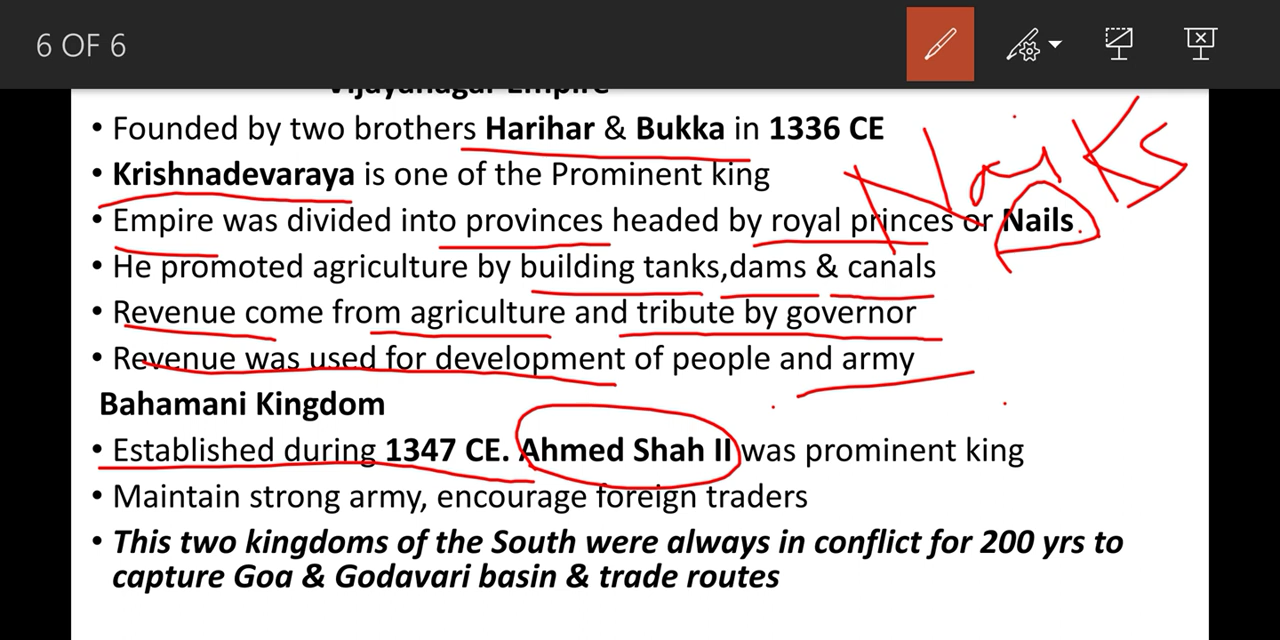 6 OF 6
Vijayanagar Empire
• Founded by two brothers Harihar & Bukka in 1336 CE
Naiks
• Krishnadevaraya is one of the Prominent king
• Empire was divided into provinces headed by royal princes or Nails.
• He promoted agriculture by building tanks,dams & canals
• Revenue come from agriculture and tribute by governor
• Revenue was used for development of people and army
Bahamani Kingdom
• Established during 1347 CE. Ahmed Shah II was prominent king
• Maintain strong army, encourage foreign traders
• This two kingdoms of the South were always in conflict for 200 yrs to
capture Goa & Godavari basin & trade routes